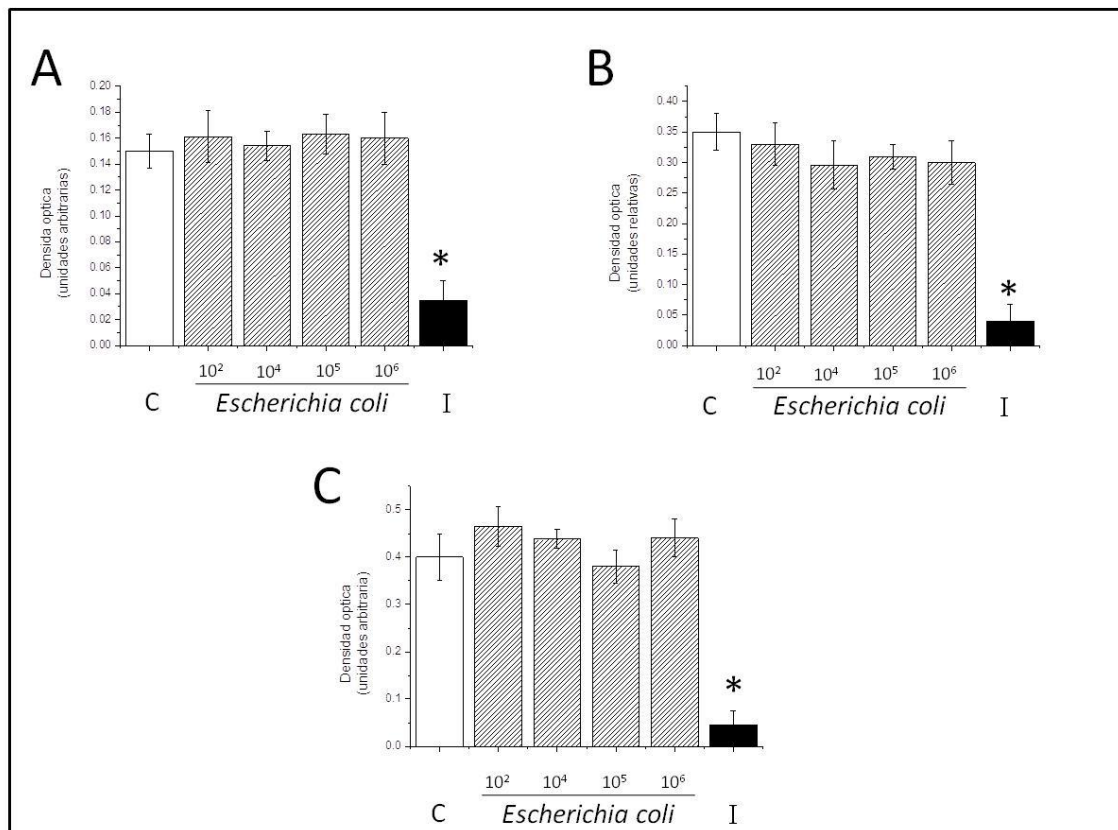 A
Densida optica
(unidades arbitrarias)
0.20
0.18
0.16
0.14
0.12
0.10
0.08
0.06
0.04
0.02
0.00
*
C
10² 10⁴ 10⁵ 10⁶
Escherichia coli
I
B
Densidad optica
(unidades relativas)
0.40
0.35
0.30
0.25
0.20
0.15
0.10
0.05
0.00
*
C
10² 10⁴ 10⁵ 10⁶
Escherichia coli
I
C
Densidad optica
(unidades arbitraria)
0.5
0.4
0.3
0.2
0.1
0.0
*
C
10² 10⁴ 10⁵ 10⁶
Escherichia coli
I